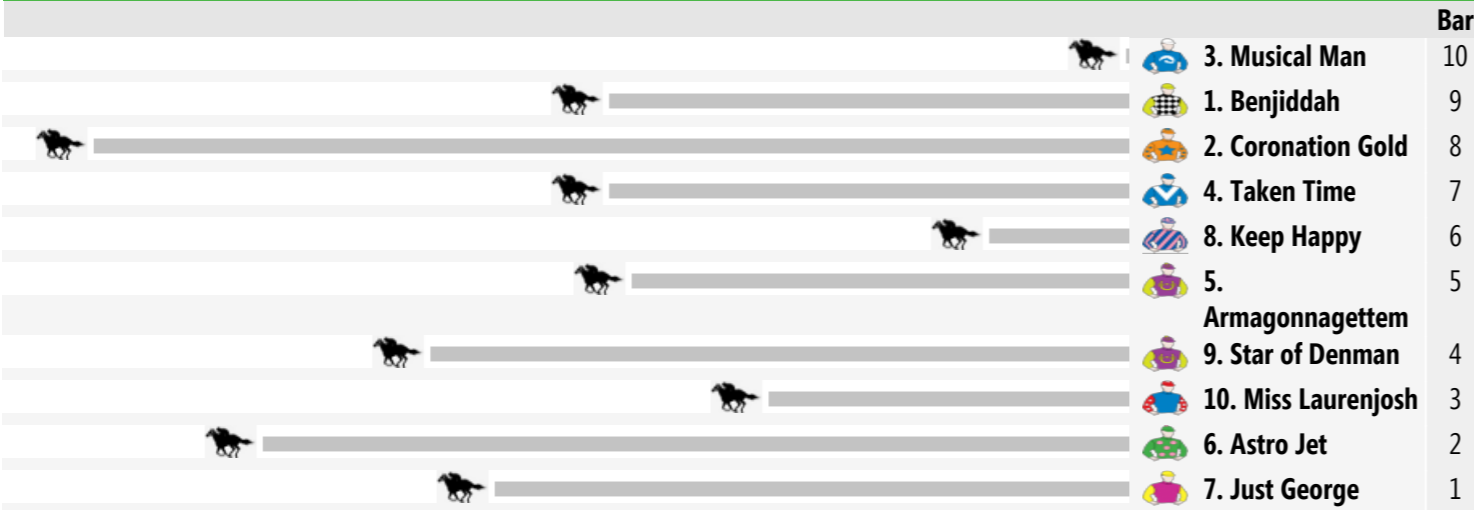 Bar
3. Musical Man 10
1. Benjiddah 9
2. Coronation Gold 8
4. Taken Time 7
8. Keep Happy 6
5. 5
Armagonnagettem
9. Star of Denman 4
10. Miss Laurenjosh 3
6. Astro Jet 2
7. Just George 1